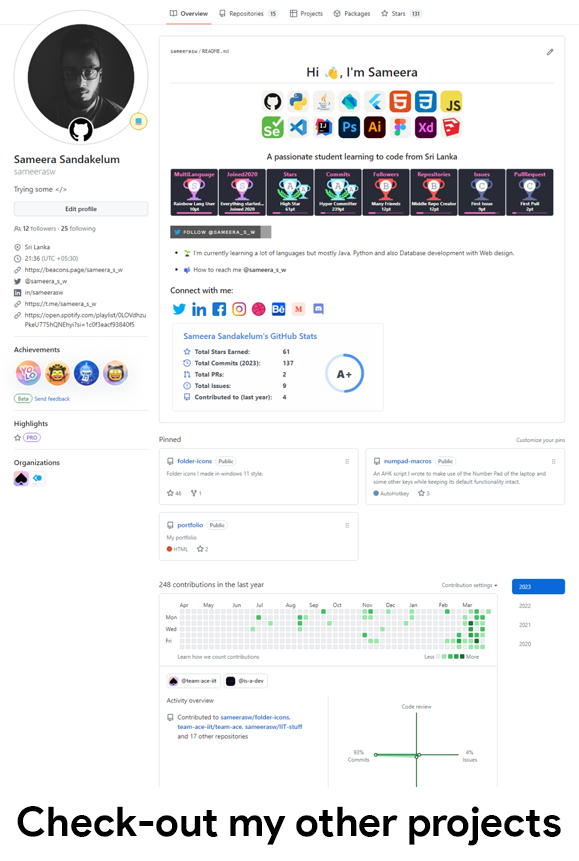 Overview
Repositories 15
Projects
Packages
Stars 131
sameerasw / README.md
Hi 👋, I'm Sameera
JS
Se
Ps
Ai
Xd
A passionate student learning to code from Sri Lanka
MultiLanguage
S
Rainbow Lang User
10pt
Joined2020
S
Everything started...
Joined 2020
Stars
A
High Star
61pt
Commits
A
Hyper Committer
239pt
Followers
B
Many Friends
12pt
Repositories
B
Middle Repo Creator
12pt
Issues
C
First Issue
9pt
PullRequest
C
First Pull
2pt
FOLLOW @SAMEERA_S_W
🌱 I'm currently learning a lot of languages but mostly Java. Python and also Database development with Web design.
📫 How to reach me @sameera_s_w
Connect with me:
Sameera Sandakelum's GitHub Stats
Total Stars Earned: 61
Total Commits (2023): 137
Total PRs: 2
Total Issues: 9
Contributed to (last year): 4
A+
Sameera Sandakelum
sameerasw
Trying some </>
Edit profile
12 followers · 25 following
Sri Lanka
21:36 (UTC +05:30)
https://beacons.page/sameera_s_w
@sameera_s_w
in/sameerasw
https://t.me/sameera_s_w
Achievements
YOLO
Beta Send feedback
Highlights
PRO
Organizations
Pinned
Customize your pins
folder-icons Public
Folder icons I made in windows 11 style.
46 1
numpad-macros Public
An AHK script I wrote to make use of the Number Pad of the laptop and
some other keys while keeping its default functionality intact.
AutoHotkey 3
portfolio Public
My portfolio
HTML 2
248 contributions in the last year
Contribution settings
2023
2022
2021
2020
Apr May Jun Jul Aug Sep Oct Nov Dec Jan Feb Mar
Mon
Wed
Fri
Learn how we count contributions
Less More
@team-ace-iit
@is-a-dev
Activity overview
Contributed to sameerasw/folder-icons,
team-ace-iit/team-ace, sameerasw/IIT-stuff
and 17 other repositories
Code review
93%
Commits
4%
Issues
Check-out my other projects